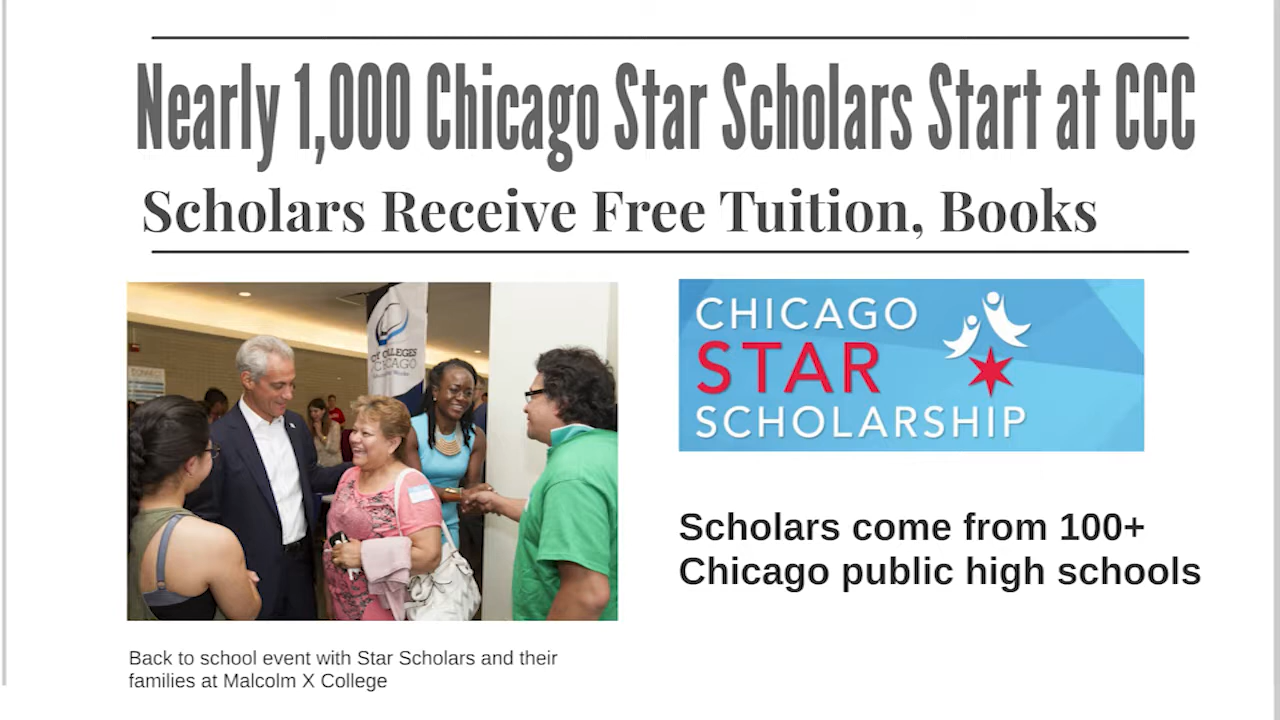 Nearly 1,000 Chicago Star Scholars Start at CCC
Scholars Receive Free Tuition, Books
COLLEGES
CHICAGO
STAR
SCHOLARSHIP
Scholars come from 100+
Chicago public high schools
Back to school event with Star Scholars and their
families at Malcolm X College